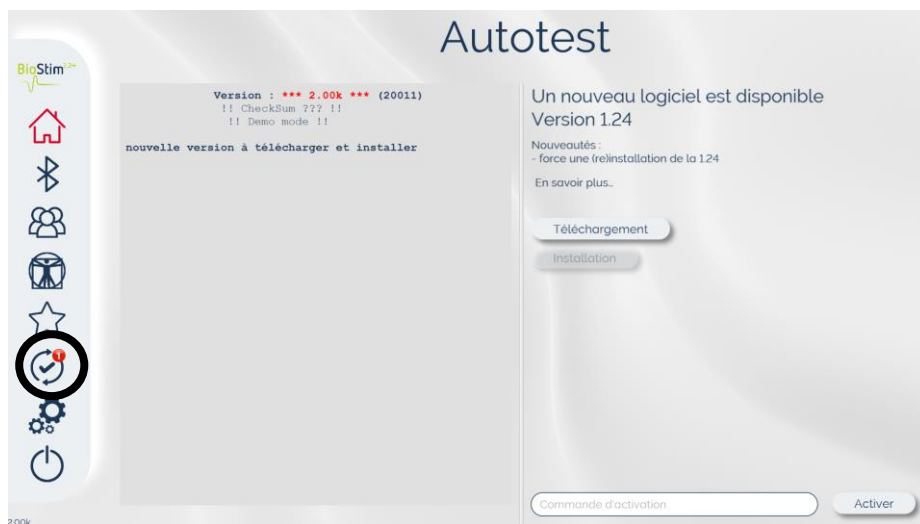 Autotest
BioStim
Version : *** 2.00k *** (20011)
!! CheckSum ??? !!
!! Demo mode !!
nouvelle version à télécharger et installer
Un nouveau logiciel est disponible
Version 1.24
Nouveautés :
- force une (re)installation de la 1.24
En savoir plus..
Téléchargement
Installation
1
Commande d'activation
Activer
2.00k